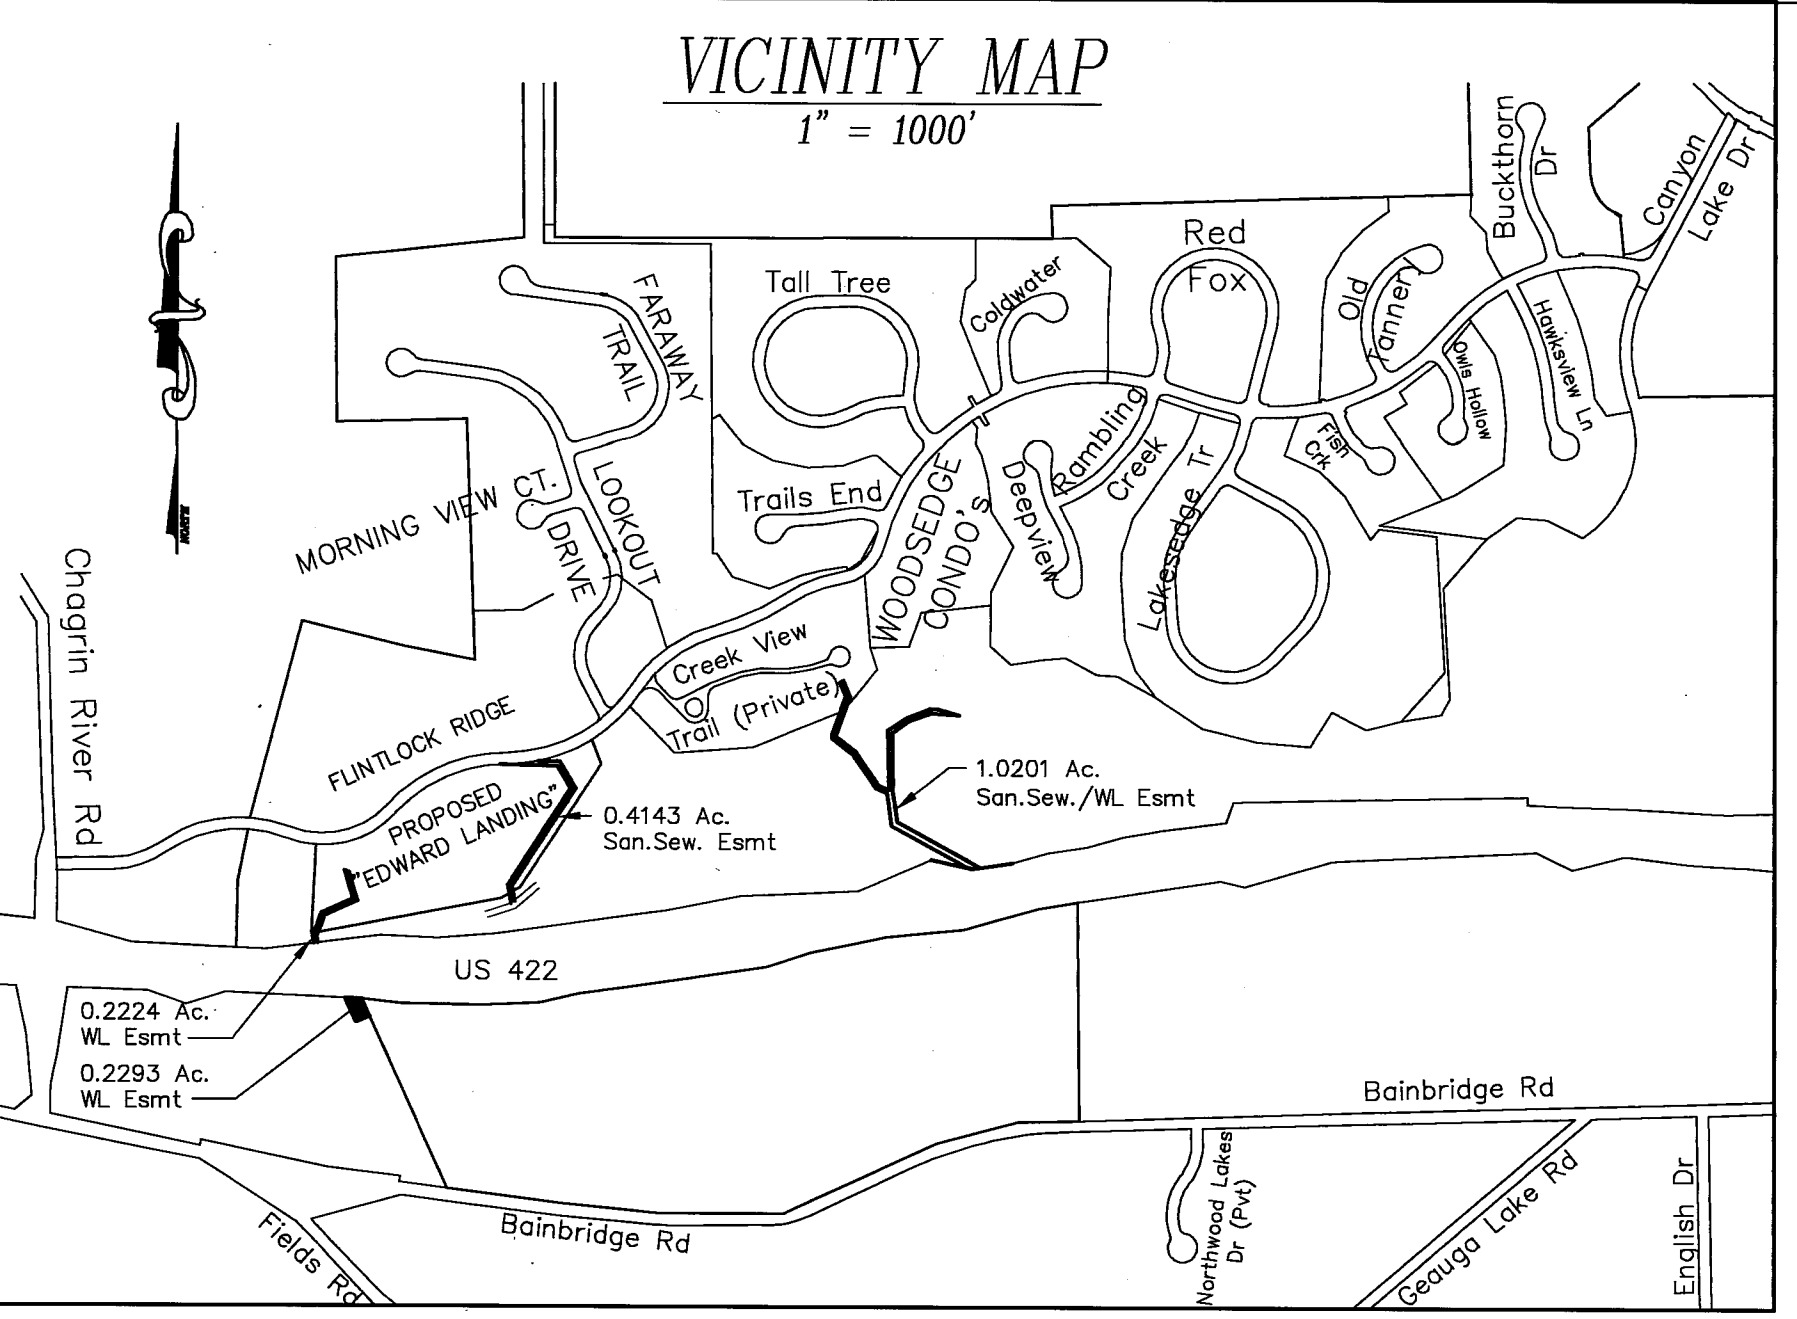 VICINITY MAP
1" = 1000'
NORTH
Buckthorn
Dr
Canyon
Lake Dr
Red
Fox
Tall Tree
Coldwater
Old
Tannery
FARAWAY
TRAIL
Hawksview Ln
Owls Hollow
Fish
Crk
Rambling
Creek
Lakesedge Tr
Deepview
WOODSEDGE
CONDO's
Trails End
LOOKOUT
DRIVE
MORNING VIEW CT.
Chagrin River Rd
Creek View
Trail (Private)
FLINTLOCK RIDGE
PROPOSED
"EDWARD LANDING"
0.4143 Ac.
San.Sew. Esmt
1.0201 Ac.
San.Sew./WL Esmt
US 422
0.2224 Ac.
WL Esmt
0.2293 Ac.
WL Esmt
Bainbridge Rd
Bainbridge Rd
Fields Rd
Northwood Lakes
Dr (Pvt)
Geauga Lake Rd
English Dr